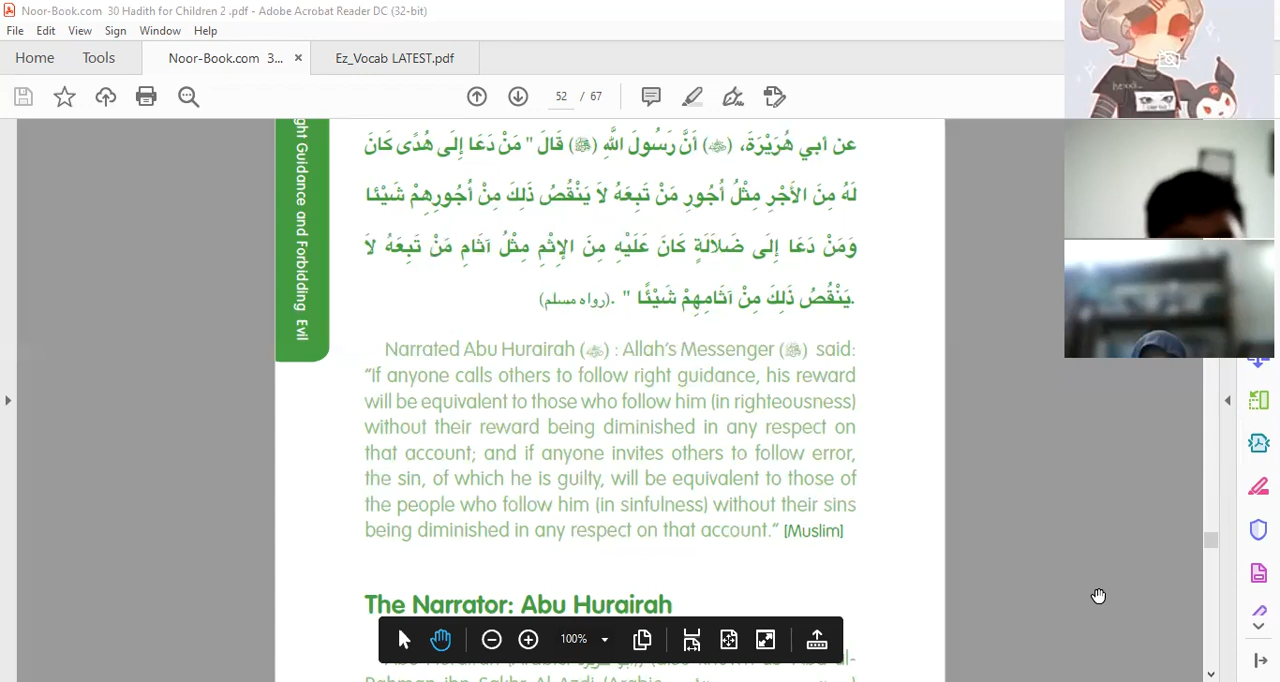 Noor-Book.com  30 Hadith for Children 2 .pdf - Adobe Acrobat Reader DC (32-bit)
File Edit View Sign Window Help
Home Tools Noor-Book.com 3... × Ez_Vocab LATEST.pdf
52 / 67
ght Guidance and Forbidding Evil
عن أبي هُرَيْرَةَ، (ﷺ) أَنَّ رَسُولَ اللَّهِ (ﷺ) قَالَ " مَنْ دَعَا إِلَى هُدًى كَانَ
لَهُ مِنَ الأَجْرِ مِثْلُ أُجُورِ مَنْ تَبِعَهُ لاَ يَنْقُصُ ذَلِكَ مِنْ أُجُورِهِمْ شَيْئًا
وَمَنْ دَعَا إِلَى ضَلاَلَةٍ كَانَ عَلَيْهِ مِنَ الإِثْمِ مِثْلُ آثَامِ مَنْ تَبِعَهُ لاَ
يَنْقُصُ ذَلِكَ مِنْ آثَامِهِمْ شَيْئًا " .(رواه مسلم).
Narrated Abu Hurairah : Allah's Messenger (ﷺ) said:
"If anyone calls others to follow right guidance, his reward
will be equivalent to those who follow him (in righteousness)
without their reward being diminished in any respect on
that account; and if anyone invites others to follow error,
the sin, of which he is guilty, will be equivalent to those of
the people who follow him (in sinfulness) without their sins
being diminished in any respect on that account." [Muslim]
The Narrator: Abu Hurairah
100%